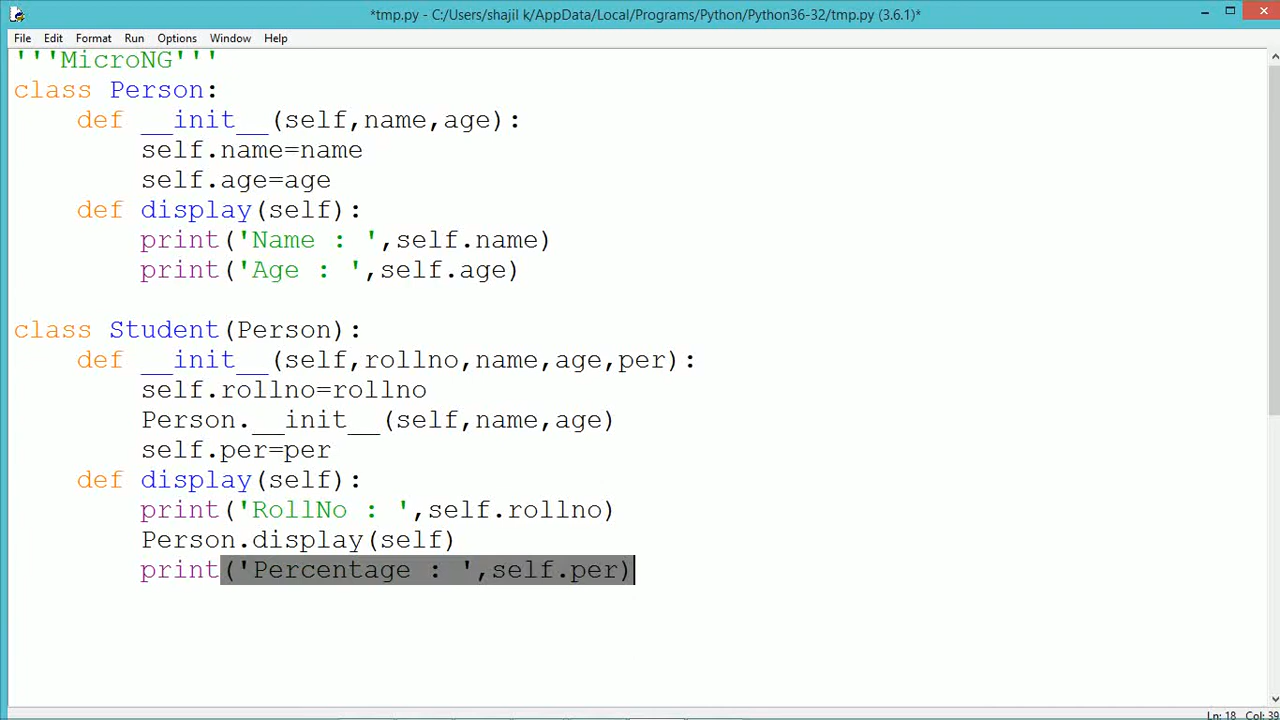 *tmp.py - C:/Users/shajil k/AppData/Local/Programs/Python/Python36-32/tmp.py (3.6.1)*
File Edit Format Run Options Window Help
'''MicroNG'''
class Person:
    def __init__(self,name,age):
        self.name=name
        self.age=age
    def display(self):
        print('Name : ',self.name)
        print('Age : ',self.age)

class Student(Person):
    def __init__(self,rollno,name,age,per):
        self.rollno=rollno
        Person.__init__(self,name,age)
        self.per=per
    def display(self):
        print('RollNo : ',self.rollno)
        Person.display(self)
        print('Percentage : ',self.per)
Ln: 18 Col: 39